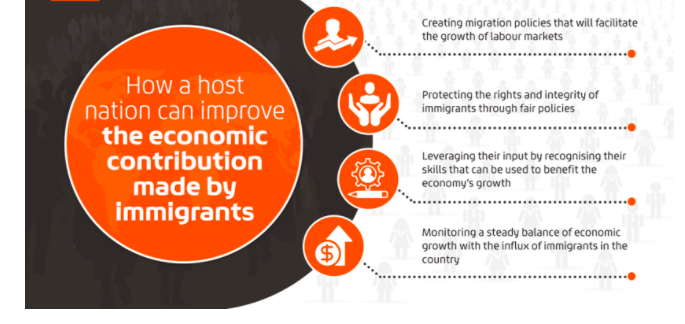 How a host
nation can improve
the economic
contribution
made by
immigrants
Creating migration policies that will facilitate
the growth of labour markets
Protecting the rights and integrity of
immigrants through fair policies
Leveraging their input by recognising their
skills that can be used to benefit the
economy's growth
Monitoring a steady balance of economic
growth with the influx of immigrants in the
country
$